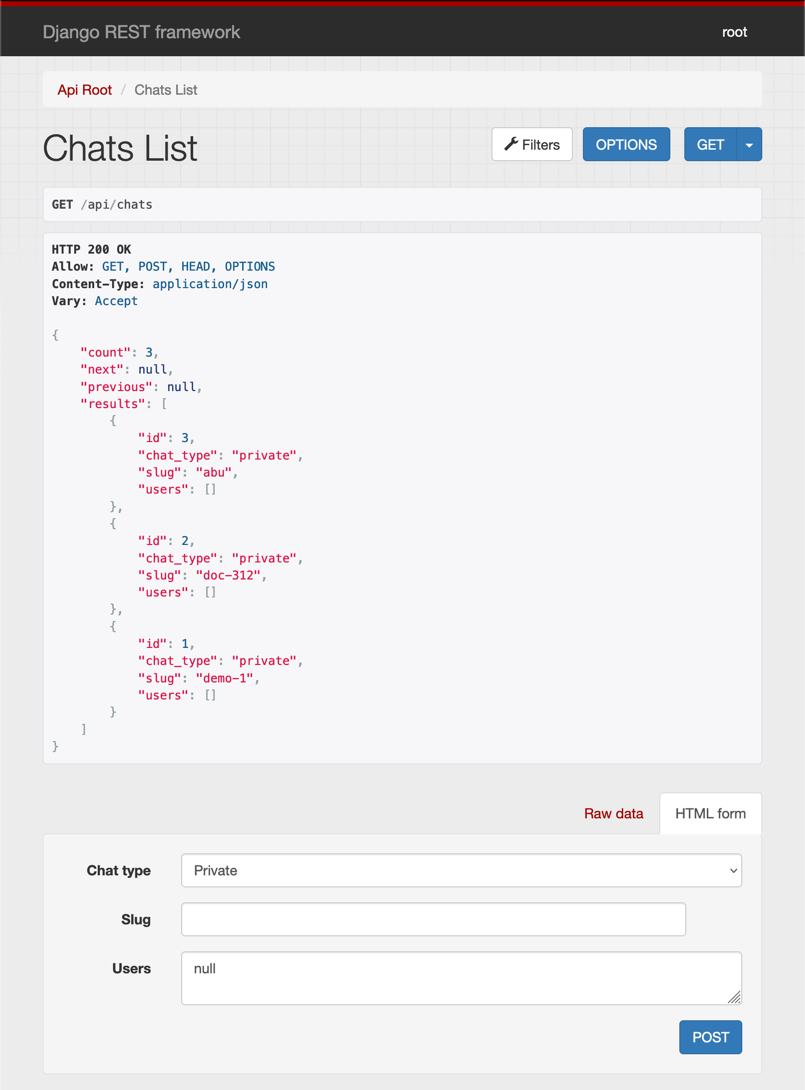 Django REST framework
root
Api Root / Chats List
Chats List
Filters
OPTIONS
GET
GET /api/chats
HTTP 200 OK
Allow: GET, POST, HEAD, OPTIONS
Content-Type: application/json
Vary: Accept
{
    "count": 3,
    "next": null,
    "previous": null,
    "results": [
        {
            "id": 3,
            "chat_type": "private",
            "slug": "abu",
            "users": []
        },
        {
            "id": 2,
            "chat_type": "private",
            "slug": "doc-312",
            "users": []
        },
        {
            "id": 1,
            "chat_type": "private",
            "slug": "demo-1",
            "users": []
        }
    ]
}
Raw data
HTML form
Chat type
Private
Slug
Users
null
POST